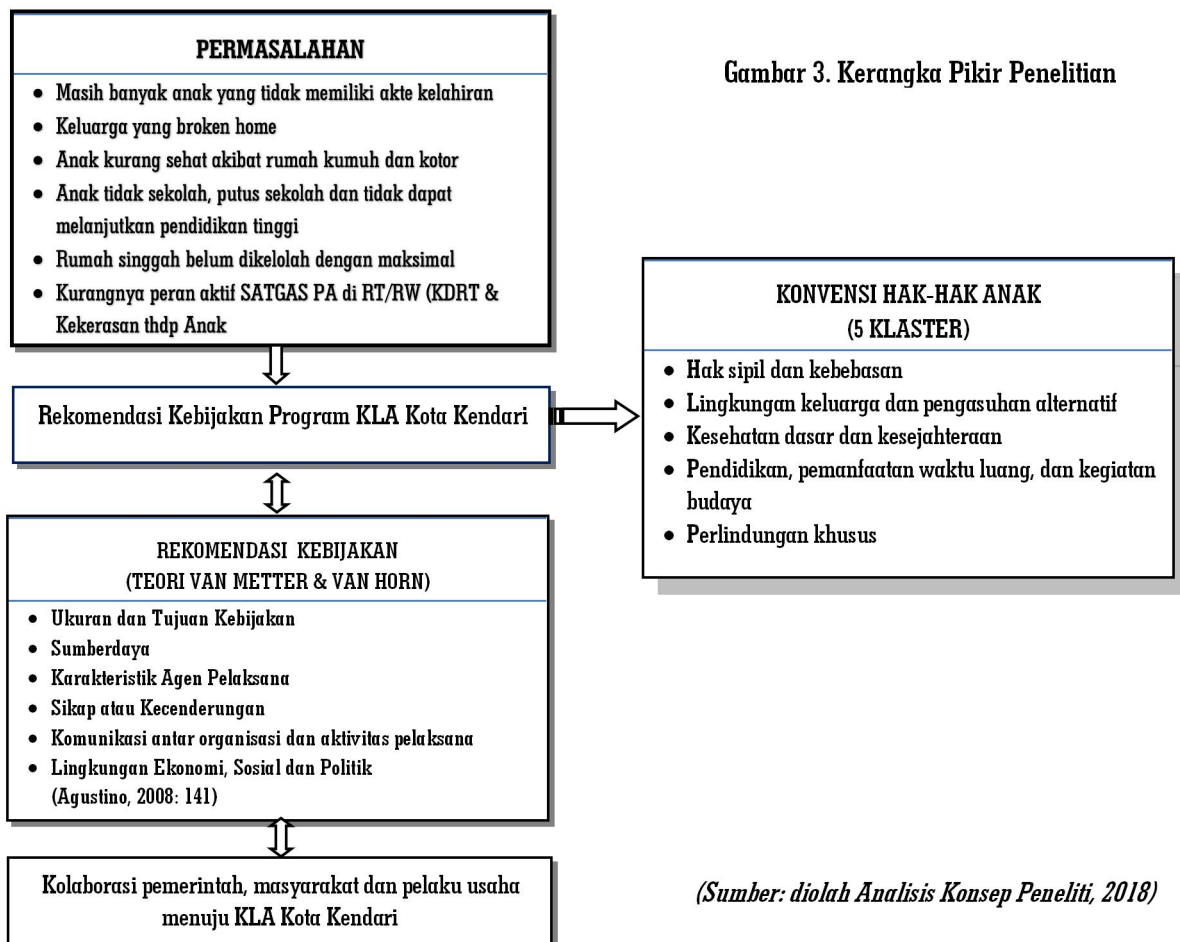 PERMASALAHAN
• Masih banyak anak yang tidak memiliki akte kelahiran
• Keluarga yang broken home
• Anak kurang sehat akibat rumah kumuh dan kotor
• Anak tidak sekolah, putus sekolah dan tidak dapat
melanjutkan pendidikan tinggi
• Rumah singgah belum dikelolah dengan maksimal
• Kurangnya peran aktif SATGAS PA di RT/RW (KDRT &
Kekerasan thdp Anak
Gambar 3. Kerangka Pikir Penelitian
Rekomendasi Kebijakan Program KLA Kota Kendari
KONVENSI HAK-HAK ANAK
(5 KLASTER)
• Hak sipil dan kebebasan
• Lingkungan keluarga dan pengasuhan alternatif
• Kesehatan dasar dan kesejahteraan
• Pendidikan, pemanfaatan waktu luang, dan kegiatan
budaya
• Perlindungan khusus
REKOMENDASI KEBIJAKAN
(TEORI VAN METTER & VAN HORN)
• Ukuran dan Tujuan Kebijakan
• Sumberdaya
• Karakteristik Agen Pelaksana
• Sikap atau Kecenderungan
• Komunikasi antar organisasi dan aktivitas pelaksana
• Lingkungan Ekonomi, Sosial dan Politik
(Agustino, 2008: 141)
Kolaborasi pemerintah, masyarakat dan pelaku usaha
menuju KLA Kota Kendari
(Sumber: diolah Analisis Konsep Peneliti, 2018)